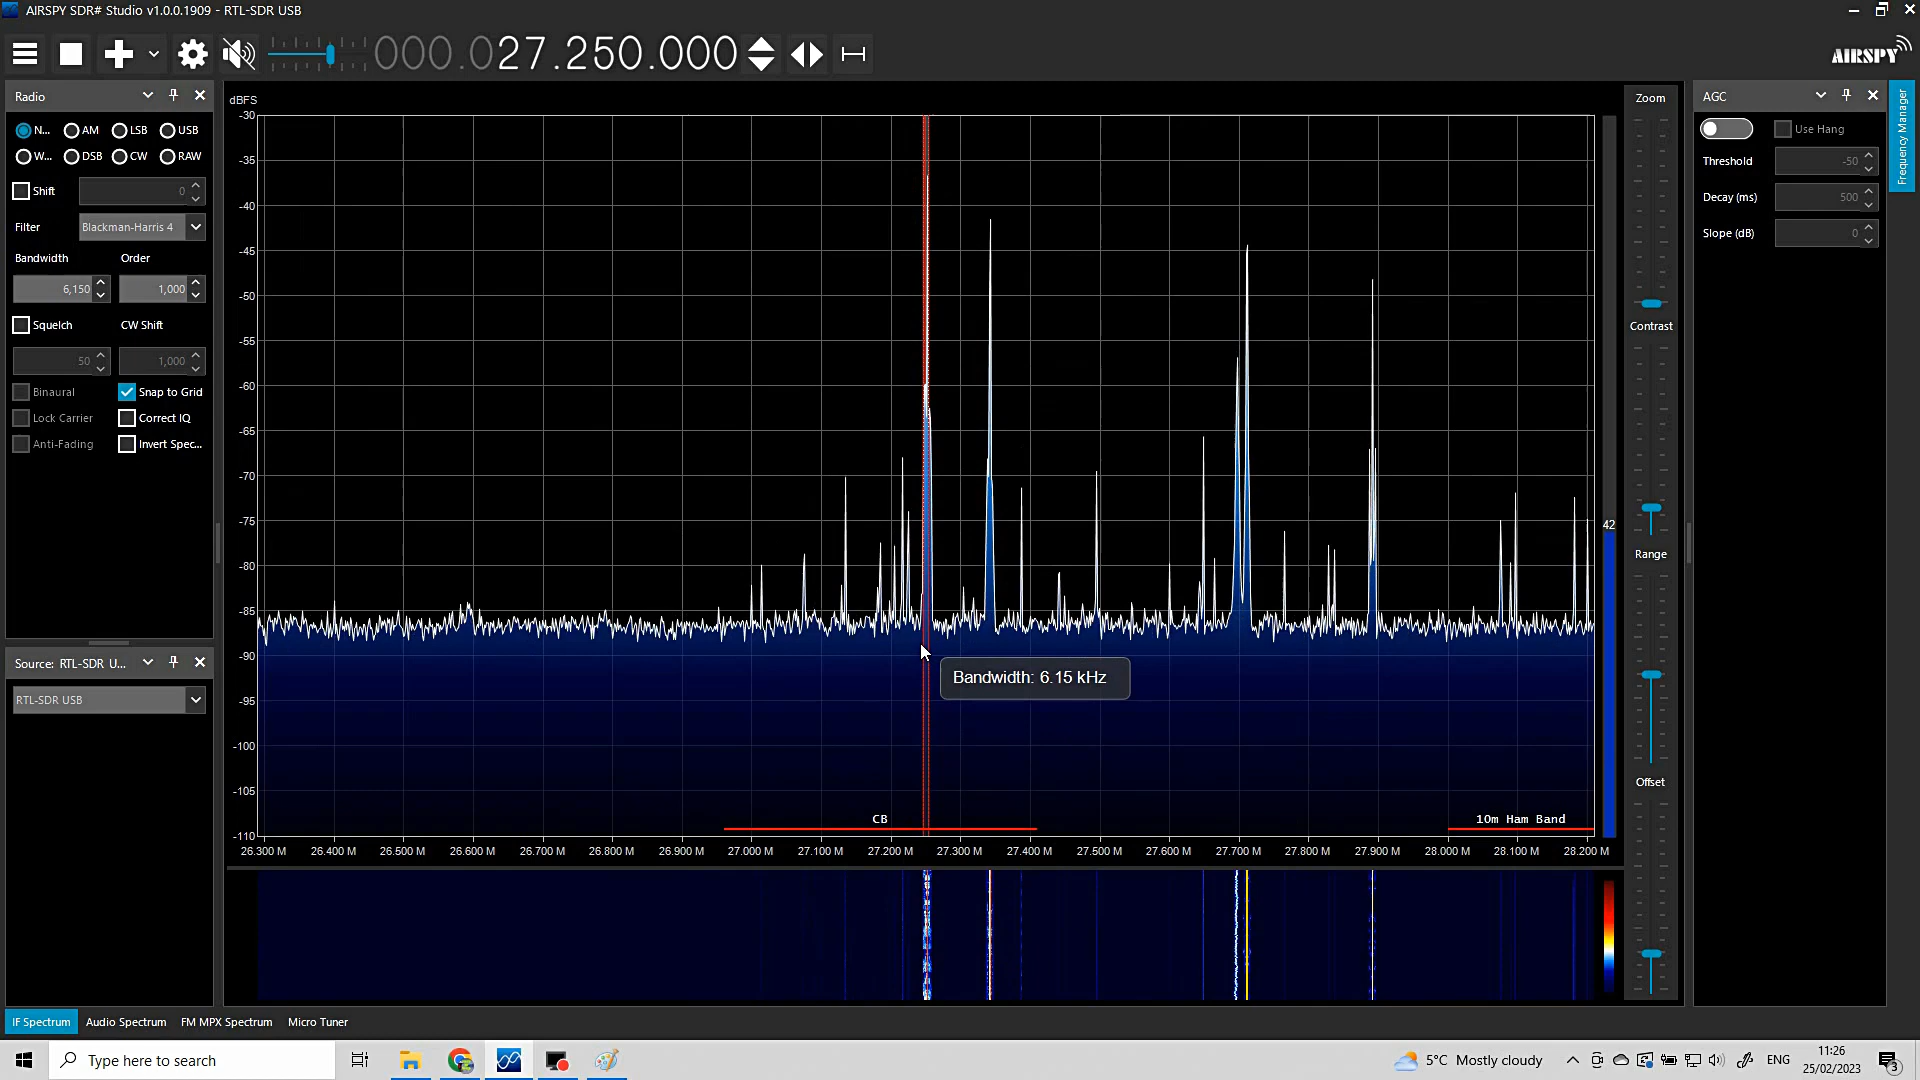 AIRSPY SDR# Studio v1.0.0.1909 - RTL-SDR USB
000.027.250.000
AIRSPY
Radio
N...
AM
LSB
USB
W...
DSB
CW
RAW
Shift
0
Filter
Blackman-Harris 4
Bandwidth
Order
6,150
1,000
Squelch
CW Shift
50
1,000
Binaural
Snap to Grid
Lock Carrier
Correct IQ
Anti-Fading
Invert Spec...
Source: RTL-SDR U...
RTL-SDR USB
dBFS
-30
-35
-40
-45
-50
-55
-60
-65
-70
-75
-80
-85
-90
-95
-100
-105
-110
Bandwidth: 6.15 kHz
CB
10m Ham Band
26.300 M
26.400 M
26.500 M
26.600 M
26.700 M
26.800 M
26.900 M
27.000 M
27.100 M
27.200 M
27.300 M
27.400 M
27.500 M
27.600 M
27.700 M
27.800 M
27.900 M
28.000 M
28.100 M
28.200 M
42
Zoom
Contrast
Range
Offset
AGC
Use Hang
Threshold
-50
Decay (ms)
500
Slope (dB)
0
Frequency Manager
IF Spectrum
Audio Spectrum
FM MPX Spectrum
Micro Tuner
Type here to search
5°C Mostly cloudy
ENG
11:26
25/02/2023
3